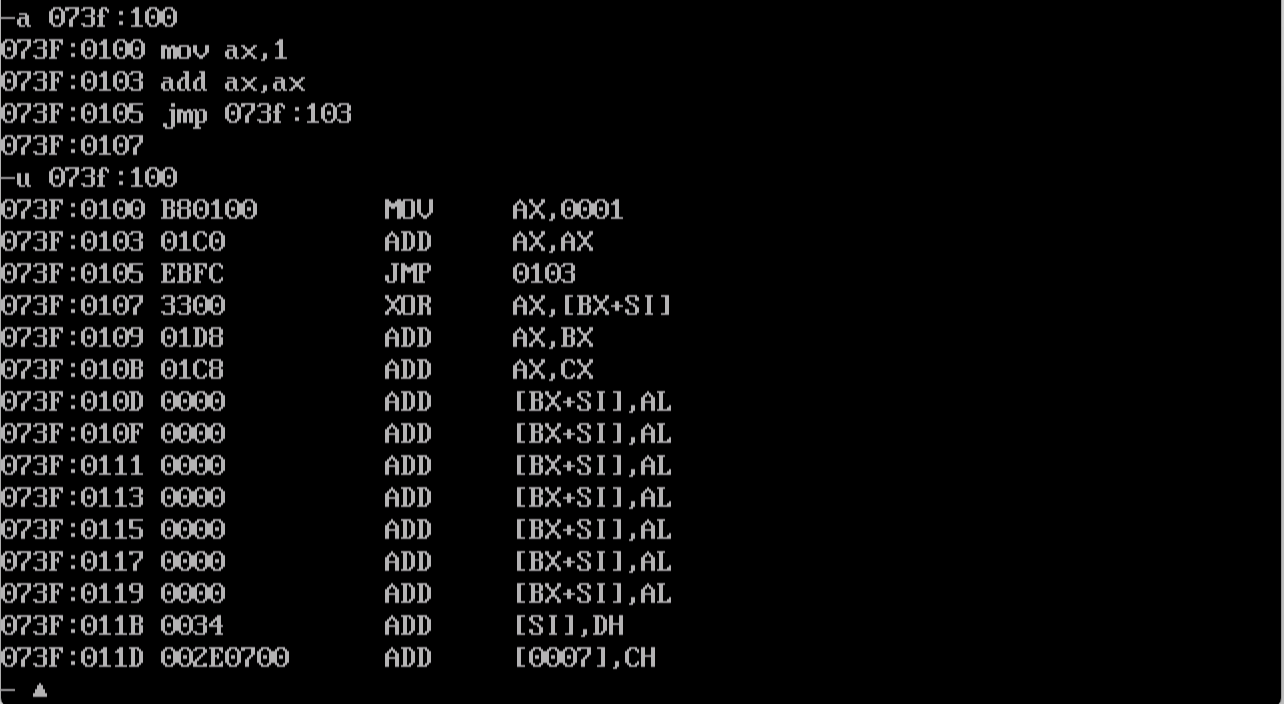 -a 073f:100
073F:0100 mov ax,1
073F:0103 add ax,ax
073F:0105 jmp 073f:103
073F:0107
-u 073f:100
073F:0100 B80100 MOV AX,0001
073F:0103 01C0 ADD AX,AX
073F:0105 EBFC JMP 0103
073F:0107 3300 XOR AX,[BX+SI]
073F:0109 01D8 ADD AX,BX
073F:010B 01C8 ADD AX,CX
073F:010D 0000 ADD [BX+SI],AL
073F:010F 0000 ADD [BX+SI],AL
073F:0111 0000 ADD [BX+SI],AL
073F:0113 0000 ADD [BX+SI],AL
073F:0115 0000 ADD [BX+SI],AL
073F:0117 0000 ADD [BX+SI],AL
073F:0119 0000 ADD [BX+SI],AL
073F:011B 0034 ADD [SI],DH
073F:011D 002E0700 ADD [0007],CH
- ▲